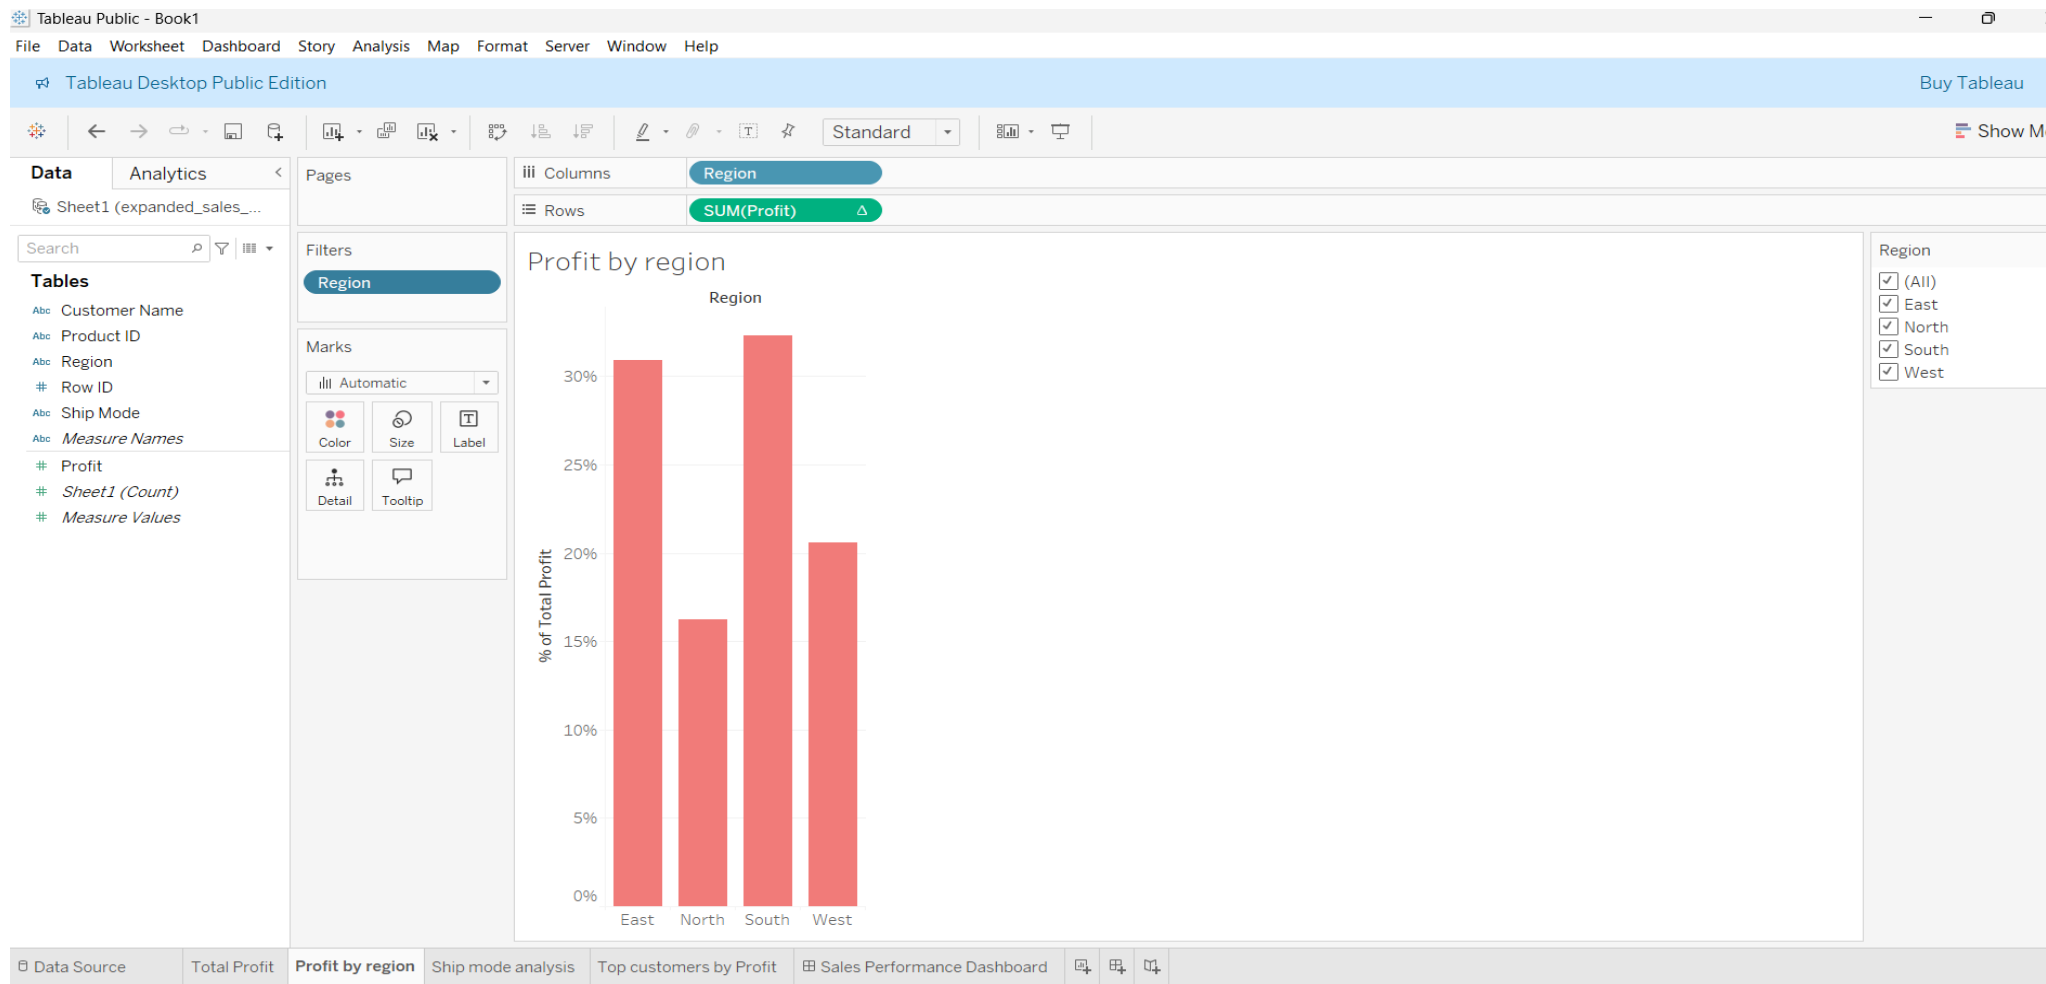 Tableau Public - Book1
File Data Worksheet Dashboard Story Analysis Map Format Server Window Help
Tableau Desktop Public Edition
Buy Tableau
Standard
Show M
Data
Analytics
Sheet1 (expanded_sales_...
Search
Tables
Abc Customer Name
Abc Product ID
Abc Region
# Row ID
Abc Ship Mode
Abc Measure Names
# Profit
# Sheet1 (Count)
# Measure Values
Pages
Filters
Region
Marks
Automatic
Color
Size
Label
Detail
Tooltip
Columns
Region
Rows
SUM(Profit)
Profit by region
Region
% of Total Profit
30%
25%
20%
15%
10%
5%
0%
East
North
South
West
Region
(All)
East
North
South
West
Data Source
Total Profit
Profit by region
Ship mode analysis
Top customers by Profit
Sales Performance Dashboard